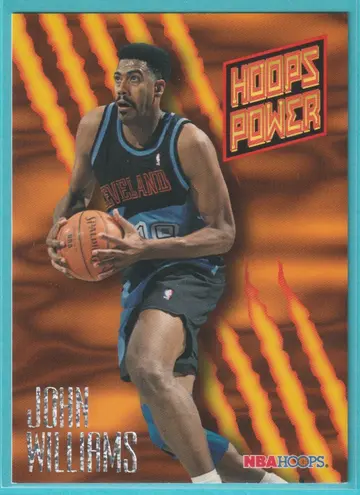 HOOPS
POWER
CLEVELAND
SPALDING
JOHN
WILLIAMS
NBA HOOPS